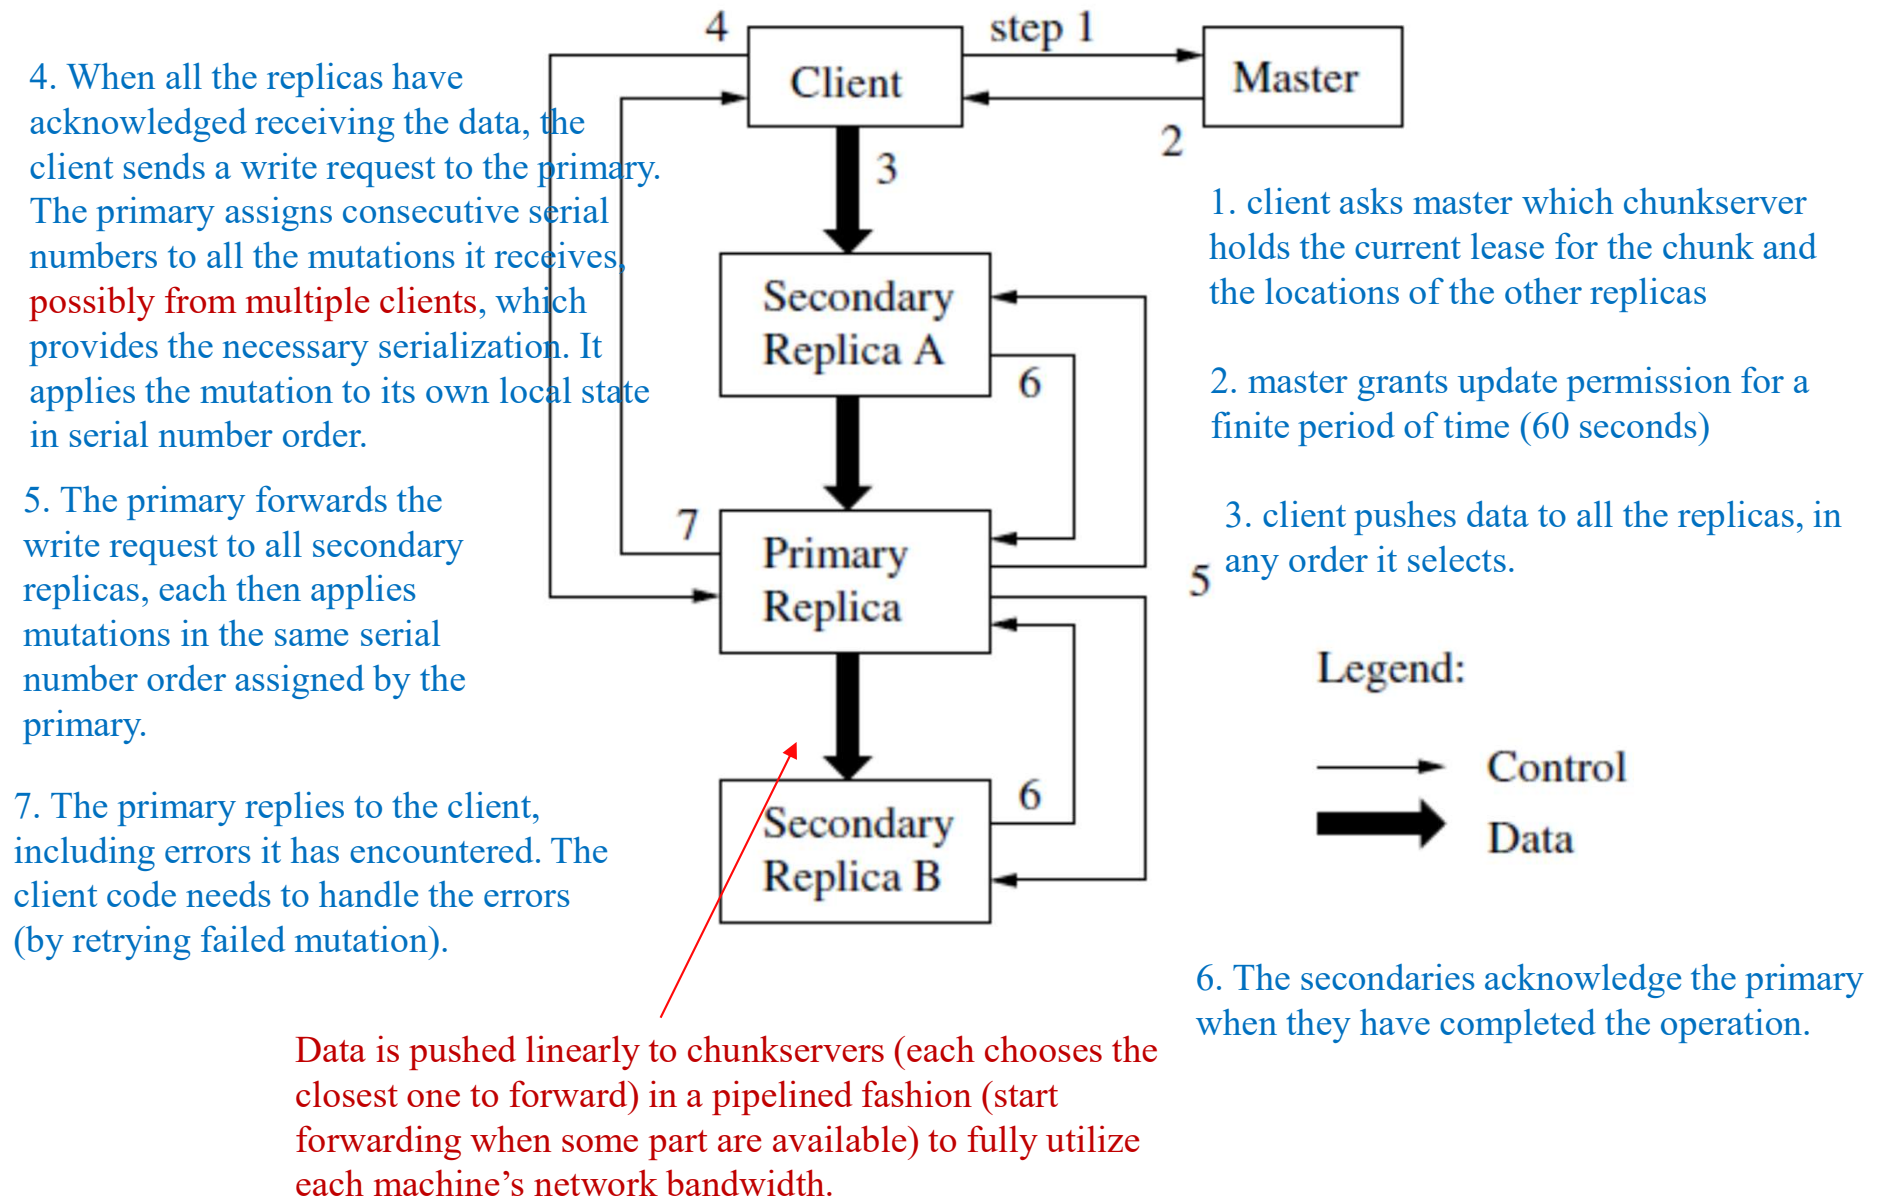 4
step 1
Client
Master
2
3
4. When all the replicas have
acknowledged receiving the data, the
client sends a write request to the primary.
The primary assigns consecutive serial
numbers to all the mutations it receives,
possibly from multiple clients, which
provides the necessary serialization. It
applies the mutation to its own local state
in serial number order.
1. client asks master which chunkserver
holds the current lease for the chunk and
the locations of the other replicas
Secondary
Replica A
6
2. master grants update permission for a
finite period of time (60 seconds)
5. The primary forwards the
write request to all secondary
replicas, each then applies
mutations in the same serial
number order assigned by the
primary.
7
Primary
Replica
5
3. client pushes data to all the replicas, in
any order it selects.
Legend:
Control
Data
7. The primary replies to the client,
including errors it has encountered. The
client code needs to handle the errors
(by retrying failed mutation).
6
Secondary
Replica B
6. The secondaries acknowledge the primary
when they have completed the operation.
Data is pushed linearly to chunkservers (each chooses the
closest one to forward) in a pipelined fashion (start
forwarding when some part are available) to fully utilize
each machine’s network bandwidth.